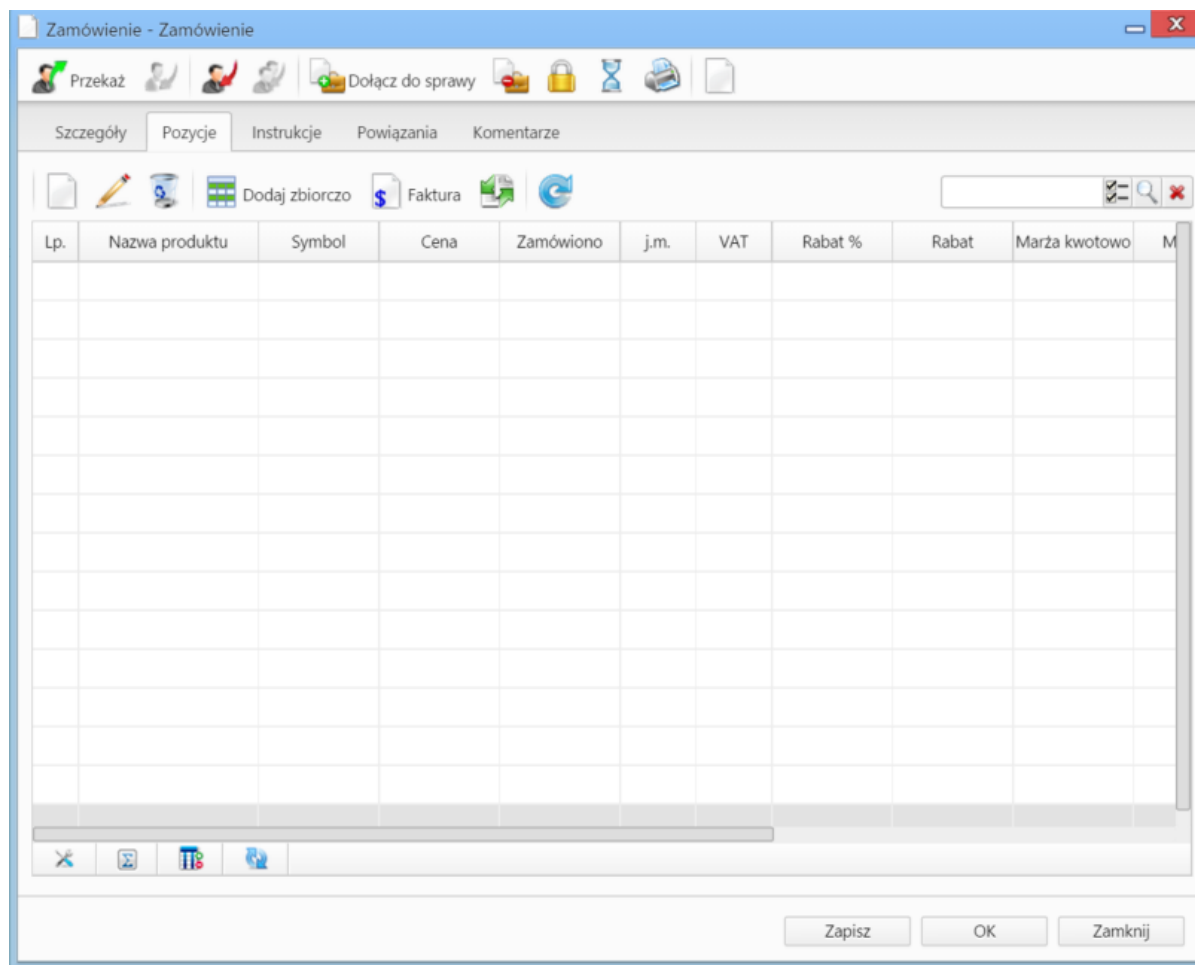 Zamówienie - Zamówienie
Przekaż Dołącz do sprawy
Szczegóły Pozycje Instrukcje Powiązania Komentarze
Dodaj zbiorczo Faktura
Lp. Nazwa produktu Symbol Cena Zamówiono j.m. VAT Rabat % Rabat Marża kwotowo M
Zapisz OK Zamknij